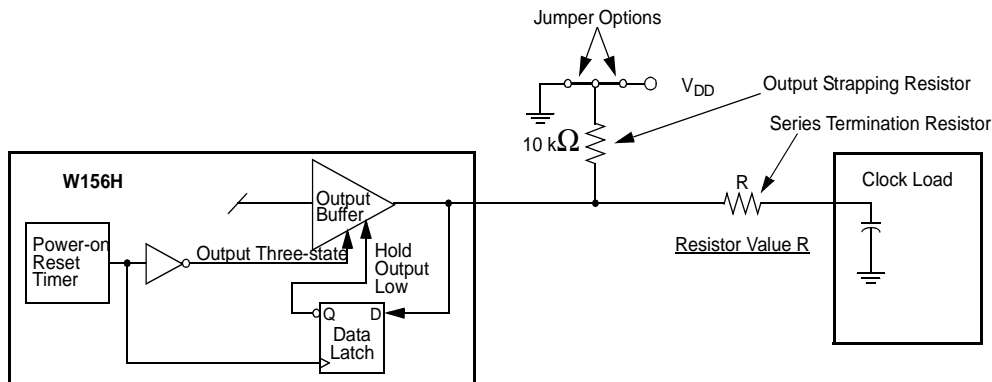 Jumper Options
VDD
Output Strapping Resistor
10 kΩ
Series Termination Resistor
W156H
Output
Buffer
R
Clock Load
Power-on
Reset
Timer
Output Three-state
Hold
Output
Low
Resistor Value R
Q D
Data
Latch